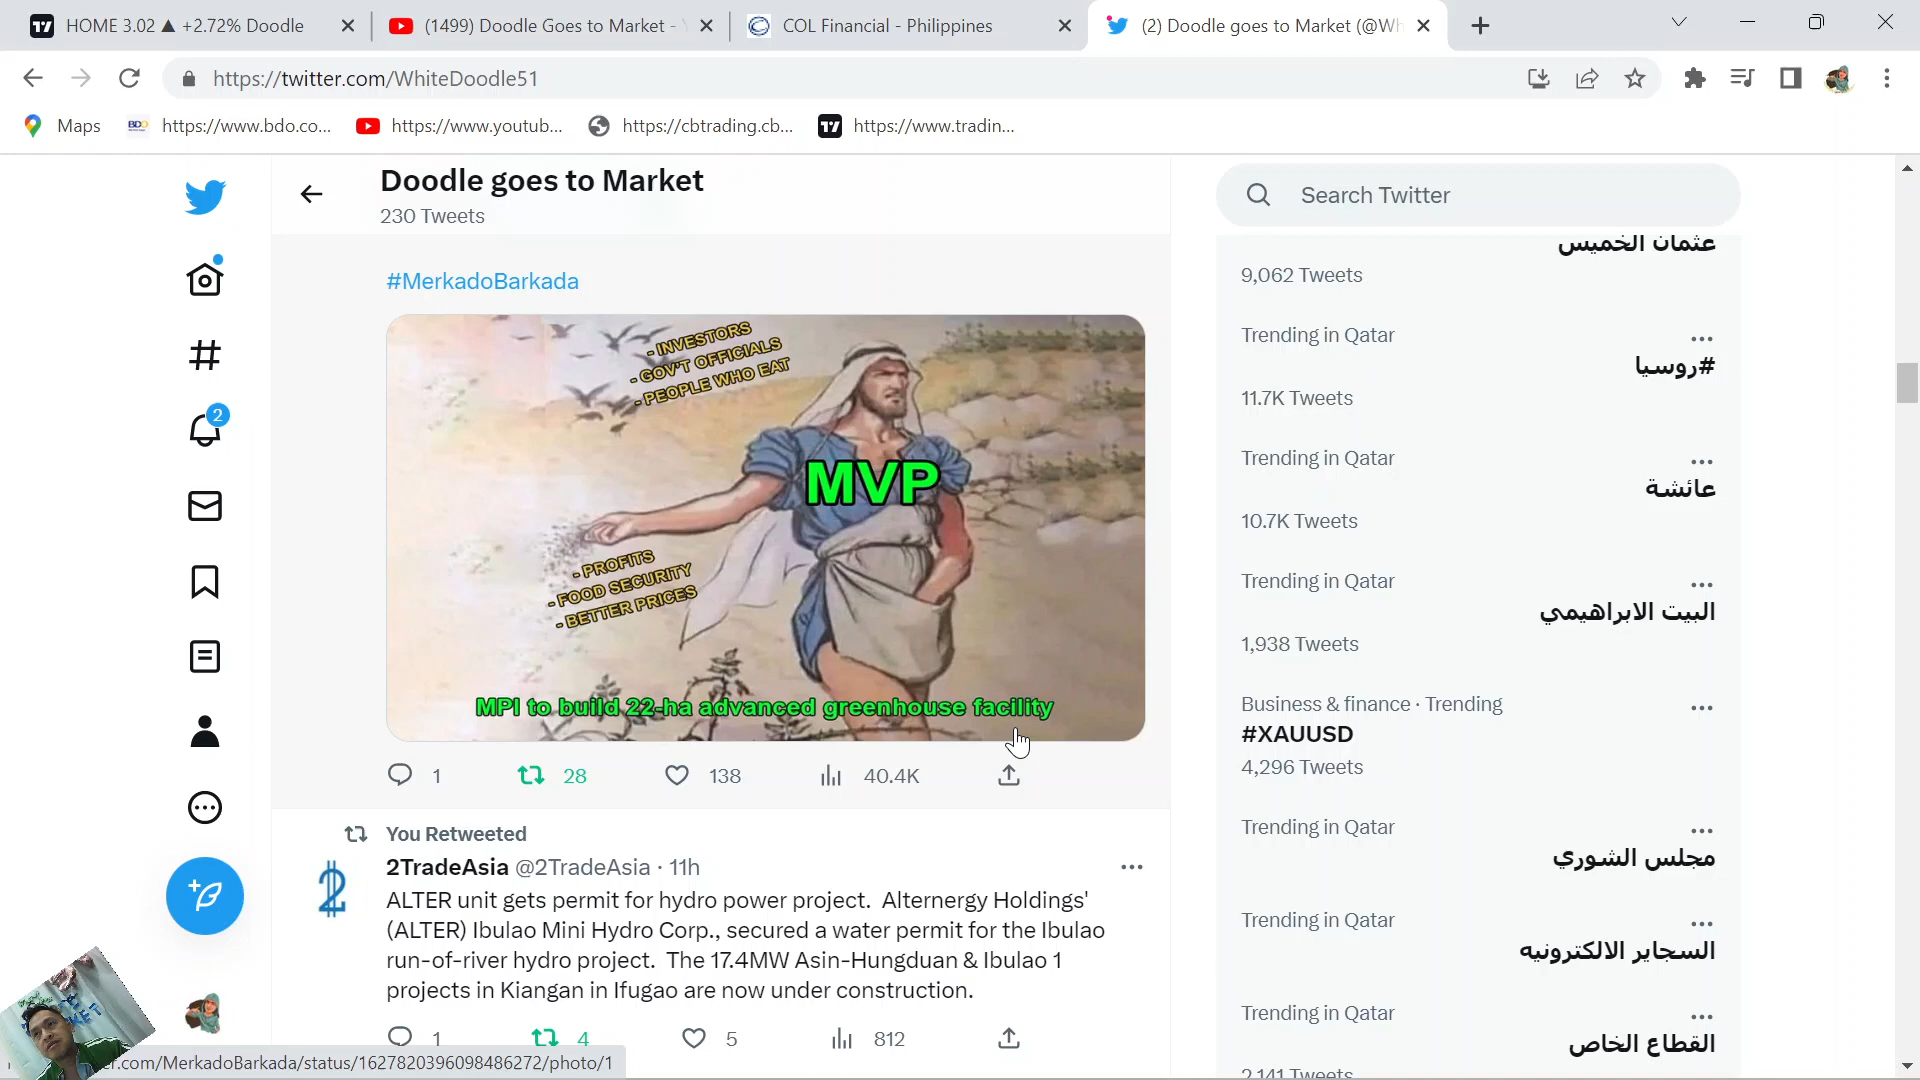 HOME 3.02 ▲ +2.72% Doodle
(1499) Doodle Goes to Market -
COL Financial - Philippines
(2) Doodle goes to Market (@Wh
https://twitter.com/WhiteDoodle51
Maps
BDO
https://www.bdo.co...
https://www.youtub...
https://cbtrading.cb...
https://www.tradin...
Doodle goes to Market
230 Tweets
#MerkadoBarkada
- INVESTORS
- GOV'T OFFICIALS
- PEOPLE WHO EAT
MVP
- PROFITS
- FOOD SECURITY
- BETTER PRICES
MPI to build 22-ha advanced greenhouse facility
1
28
138
40.4K
You Retweeted
2TradeAsia @2TradeAsia · 11h
ALTER unit gets permit for hydro power project. Alternergy Holdings'
(ALTER) Ibulao Mini Hydro Corp., secured a water permit for the Ibulao
run-of-river hydro project. The 17.4MW Asin-Hungduan & Ibulao 1
projects in Kiangan in Ifugao are now under construction.
1
4
5
812
2
.com/MerkadoBarkada/status/1627820396098486272/photo/1
Search Twitter
عثمان الخميس
9,062 Tweets
Trending in Qatar
#روسيا
11.7K Tweets
Trending in Qatar
عائشة
10.7K Tweets
Trending in Qatar
البيت الابراهيمي
1,938 Tweets
Business & finance · Trending
#XAUUSD
4,296 Tweets
Trending in Qatar
مجلس الشورى
Trending in Qatar
السجاير الالكترونيه
Trending in Qatar
القطاع الخاص
2,141 Tweets